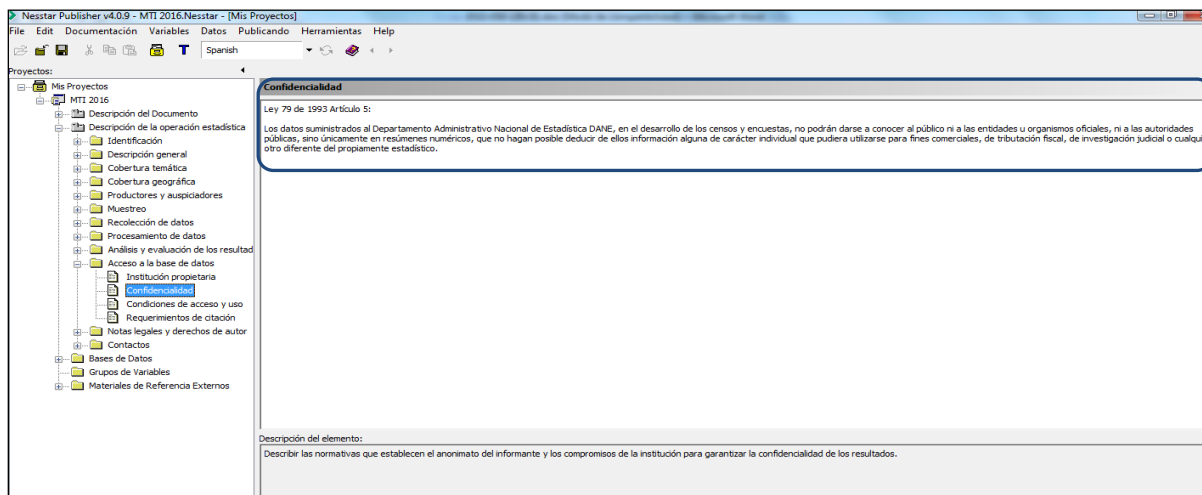 Nesstar Publisher v4.0.9 - MTI 2016.Nesstar - [Mis Proyectos]
File Edit Documentación Variables Datos Publicando Herramientas Help
T Spanish
Proyectos:
Mis Proyectos
MTI 2016
Descripción del Documento
Descripción de la operación estadística
Identificación
Descripción general
Cobertura temática
Cobertura geográfica
Productores y auspiciadores
Muestreo
Recolección de datos
Procesamiento de datos
Análisis y evaluación de los resultad
Acceso a la base de datos
Institución propietaria
Confidencialidad
Condiciones de acceso y uso
Requerimientos de citación
Notas legales y derechos de autor
Contactos
Bases de Datos
Grupos de Variables
Materiales de Referencia Externos
Confidencialidad
Ley 79 de 1993 Artículo 5:
Los datos suministrados al Departamento Administrativo Nacional de Estadística DANE, en el desarrollo de los censos y encuestas, no podrán darse a conocer al público ni a las entidades u organismos oficiales, ni a las autoridades
públicas, sino únicamente en resúmenes numéricos, que no hagan posible deducir de ellos información alguna de carácter individual que pudiera utilizarse para fines comerciales, de tributación fiscal, de investigación judicial o cualqui
otro diferente del propiamente estadístico.
Descripción del elemento:
Describir las normativas que establecen el anonimato del informante y los compromisos de la institución para garantizar la confidencialidad de los resultados.